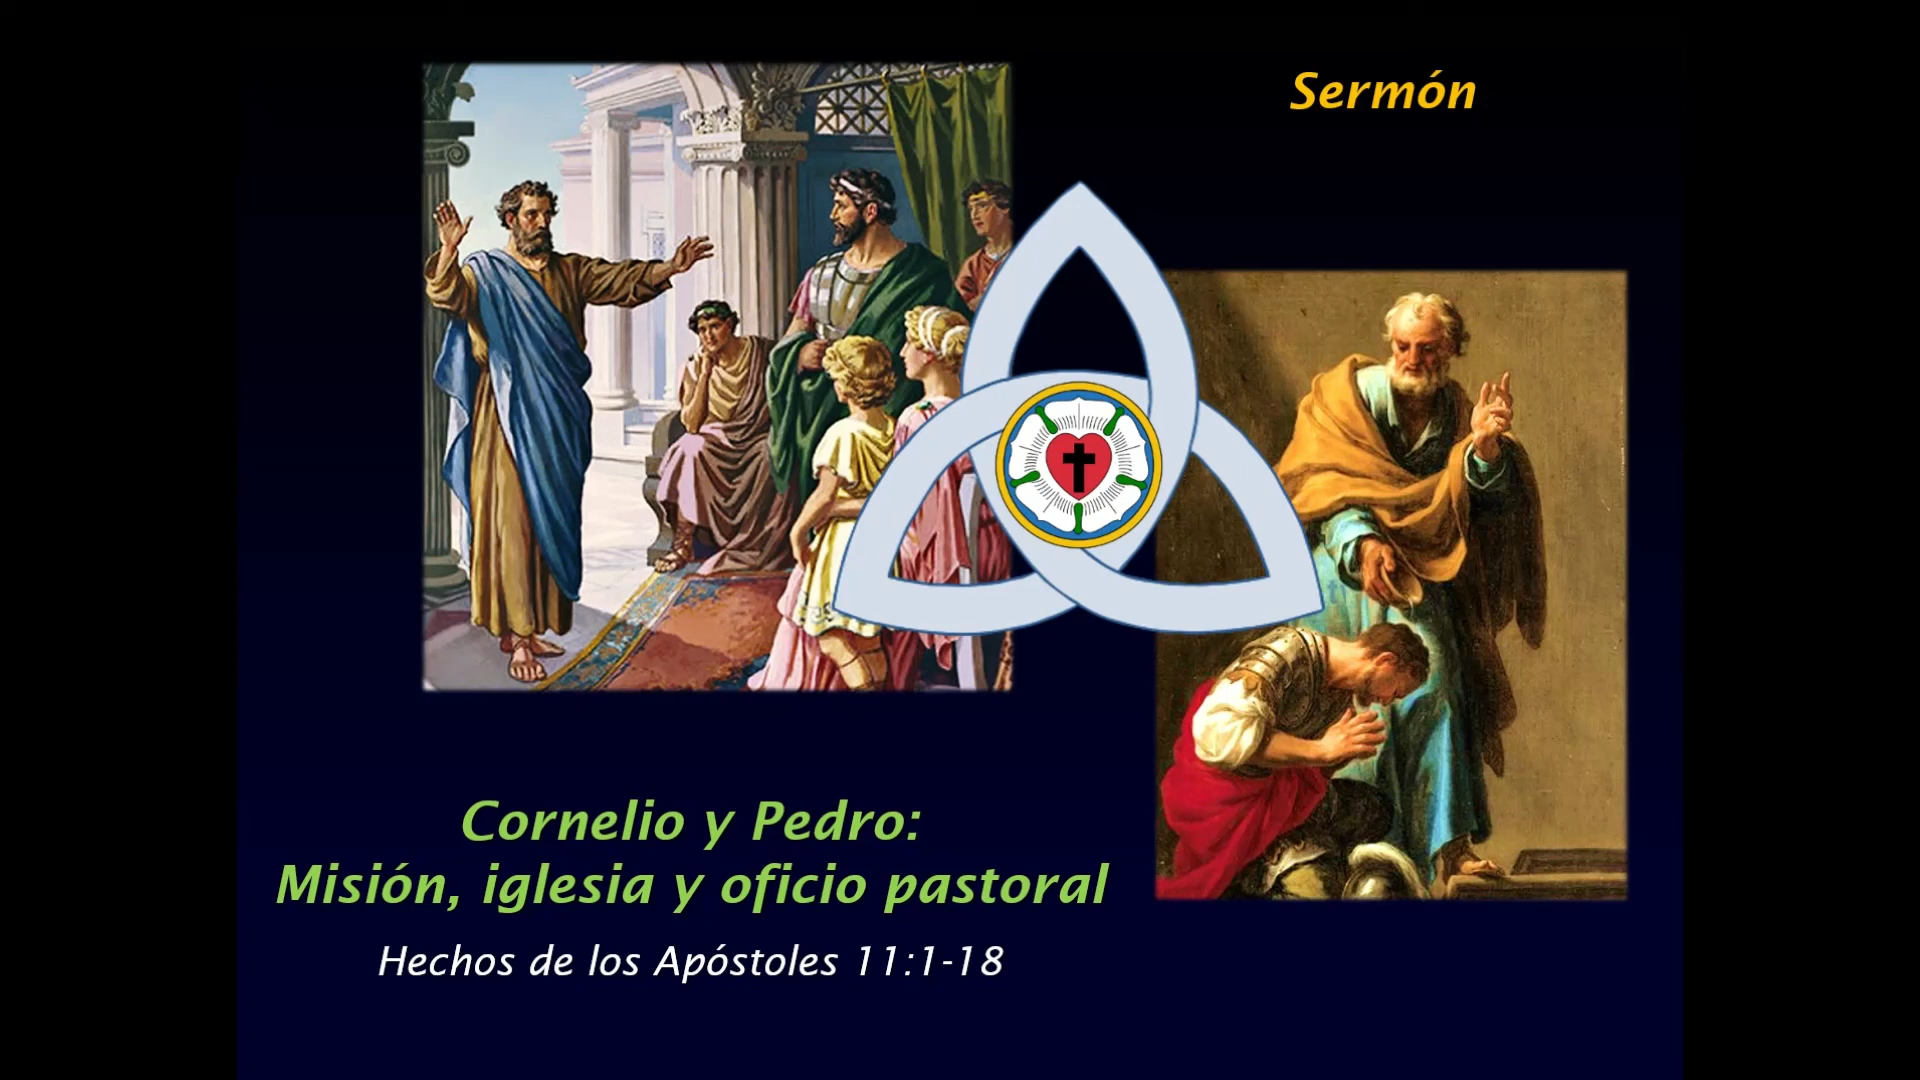 Sermón
Cornelio y Pedro:
Misión, iglesia y oficio pastoral
Hechos de los Apóstoles 11:1-18